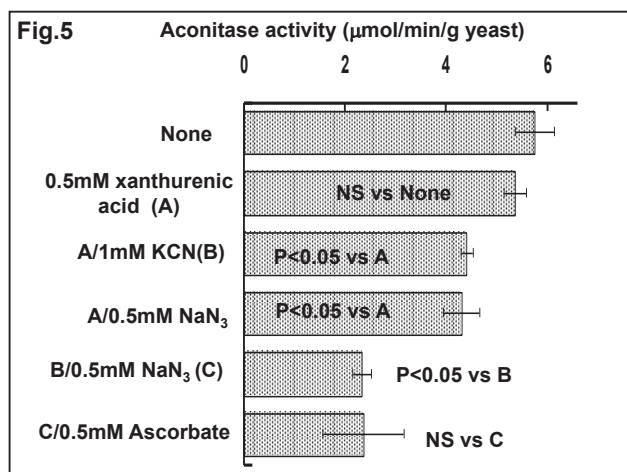 Fig.5
Aconitase activity (μmol/min/g yeast)
0 2 4 6
None
0.5mM xanthurenic
acid (A)
NS vs None
A/1mM KCN(B)
P<0.05 vs A
A/0.5mM NaN₃
P<0.05 vs A
B/0.5mM NaN₃ (C)
P<0.05 vs B
C/0.5mM Ascorbate
NS vs C